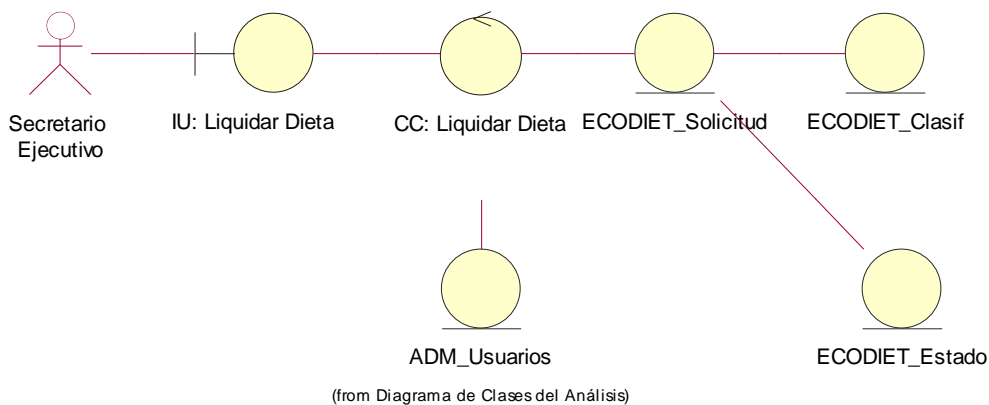 Secretario
Ejecutivo
IU: Liquidar Dieta
CC: Liquidar Dieta
ECODIET_Solicitud
ECODIET_Clasif
ADM_Usuarios
(from Diagrama de Clases del Análisis)
ECODIET_Estado